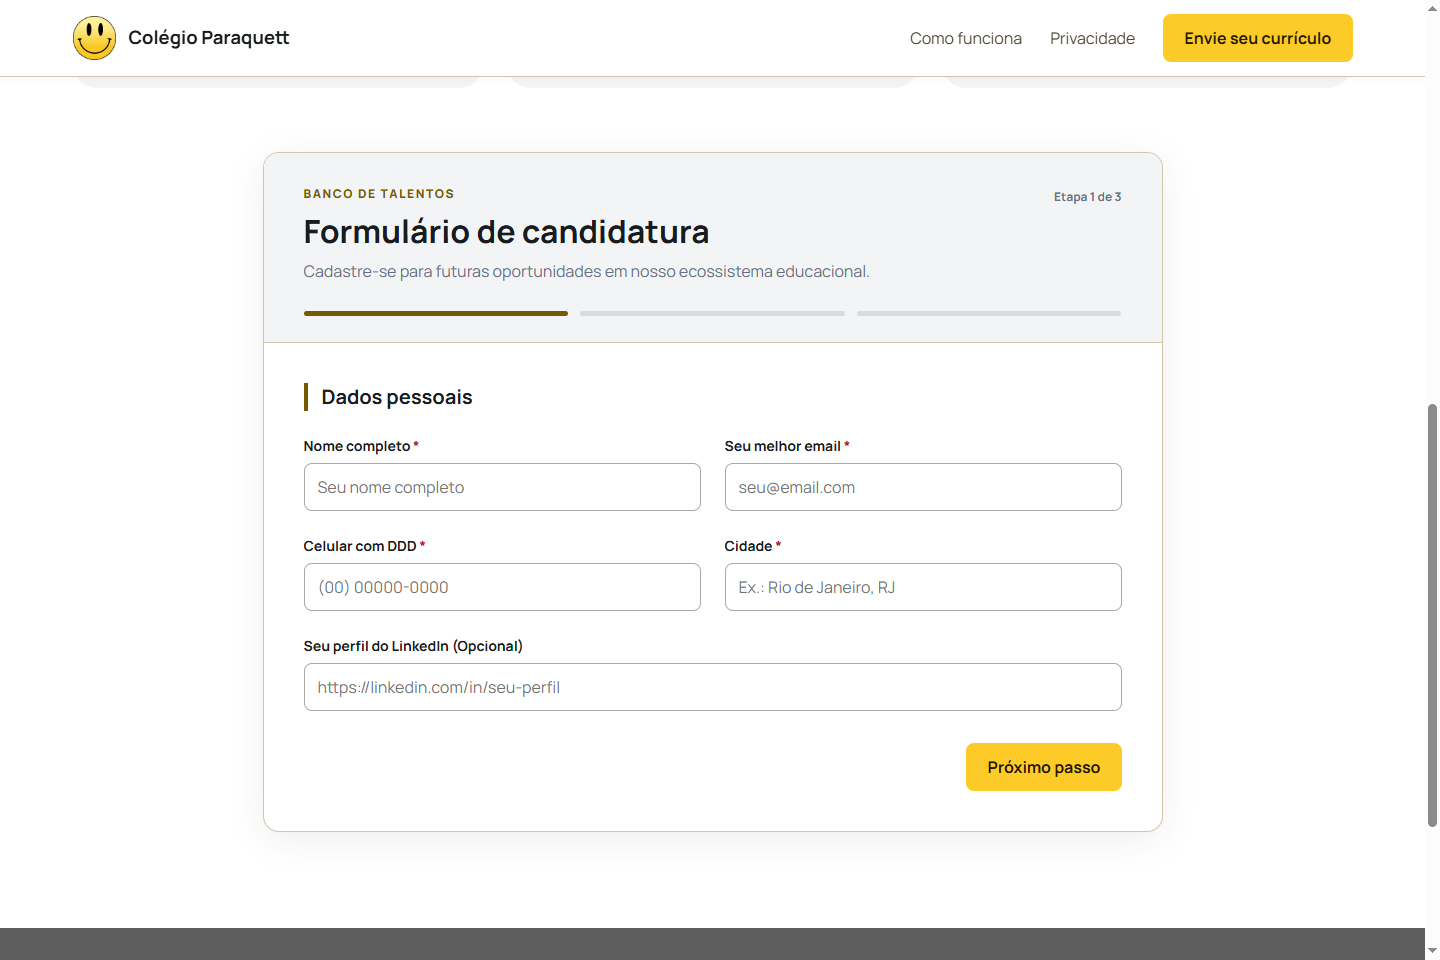 Colégio Paraquett
Como funciona
Privacidade
Envie seu currículo
BANCO DE TALENTOS
Etapa 1 de 3
Formulário de candidatura
Cadastre-se para futuras oportunidades em nosso ecossistema educacional.
Dados pessoais
Nome completo *
Seu melhor email *
Seu nome completo
seu@email.com
Celular com DDD *
Cidade *
(00) 00000-0000
Ex.: Rio de Janeiro, RJ
Seu perfil do LinkedIn (Opcional)
https://linkedin.com/in/seu-perfil
Próximo passo